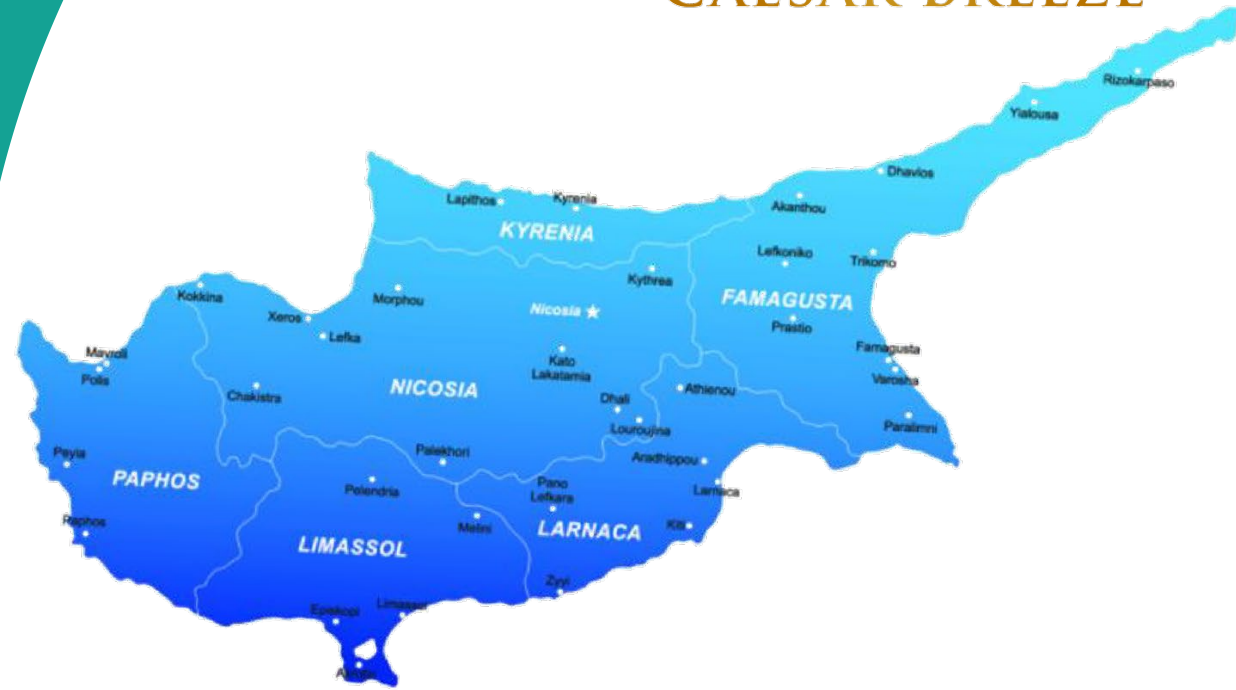 CAESAR BREEZE
Rizokarpaso
Yialousa
Dhavlos
Lapithos
Kyrenia
Akanthou
KYRENIA
Lefkoniko
Trikomo
Kythrea
Kokkina
Morphou
FAMAGUSTA
Nicosia
Xeros
Lefka
Prastio
Famagusta
Mavroli
Polis
Kato
Lakatamia
Varosha
NICOSIA
Athienou
Chakistra
Dhali
Louroujina
Paralimni
Peyia
Palekhori
Aradhippou
PAPHOS
Pelendria
Pano
Lefkara
Larnaca
Paphos
Melini
LARNACA
Kiti
LIMASSOL
Zyyi
Episkopi
Limassol